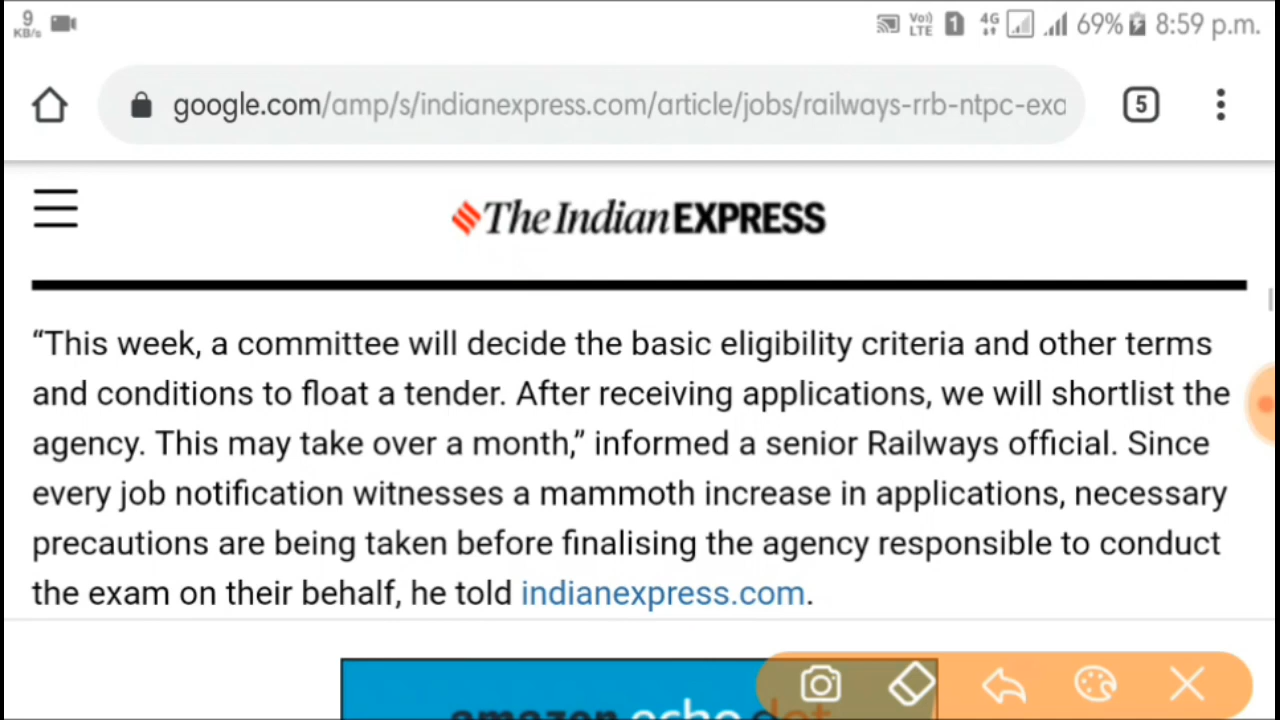 9
KB/s
Vo)
LTE
1
4G
69%
8:59 p.m.
google.com/amp/s/indianexpress.com/article/jobs/railways-rrb-ntpc-exa
5
The Indian EXPRESS
“This week, a committee will decide the basic eligibility criteria and other terms
and conditions to float a tender. After receiving applications, we will shortlist the
agency. This may take over a month,” informed a senior Railways official. Since
every job notification witnesses a mammoth increase in applications, necessary
precautions are being taken before finalising the agency responsible to conduct
the exam on their behalf, he told indianexpress.com.
amazon echo dot